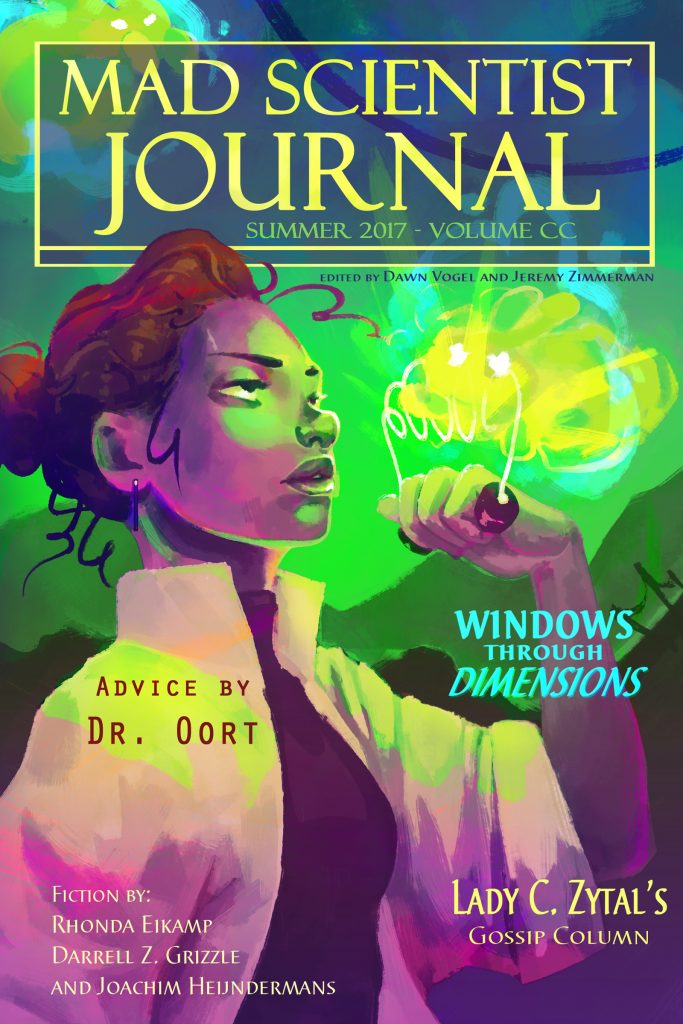 MAD SCIENTIST
JOURNAL
SUMMER 2017 - VOLUME CC
EDITED BY DAWN VOGEL AND JEREMY ZIMMERMAN
WINDOWS
THROUGH
DIMENSIONS
ADVICE BY
DR. OORT
FICTION BY:
RHONDA EIKAMP
DARRELL Z. GRIZZLE
AND JOACHIM HEIJNDERMANS
LADY C. ZYTAL'S
GOSSIP COLUMN